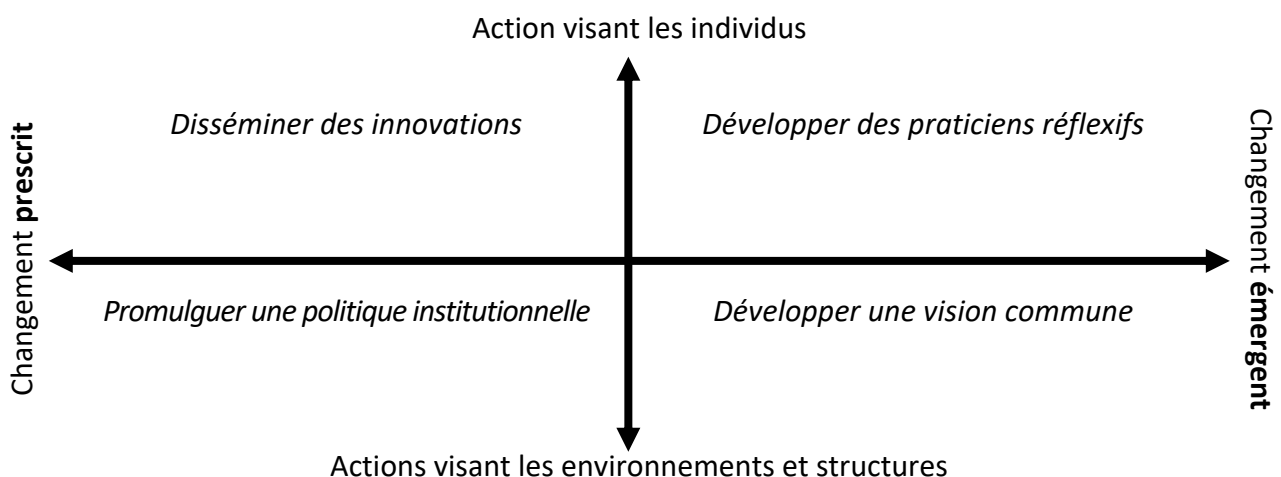 Action visant les individus
Disséminer des innovations
Développer des praticiens réflexifs
Changement prescrit
Changement émergent
Promulguer une politique institutionnelle
Développer une vision commune
Actions visant les environnements et structures